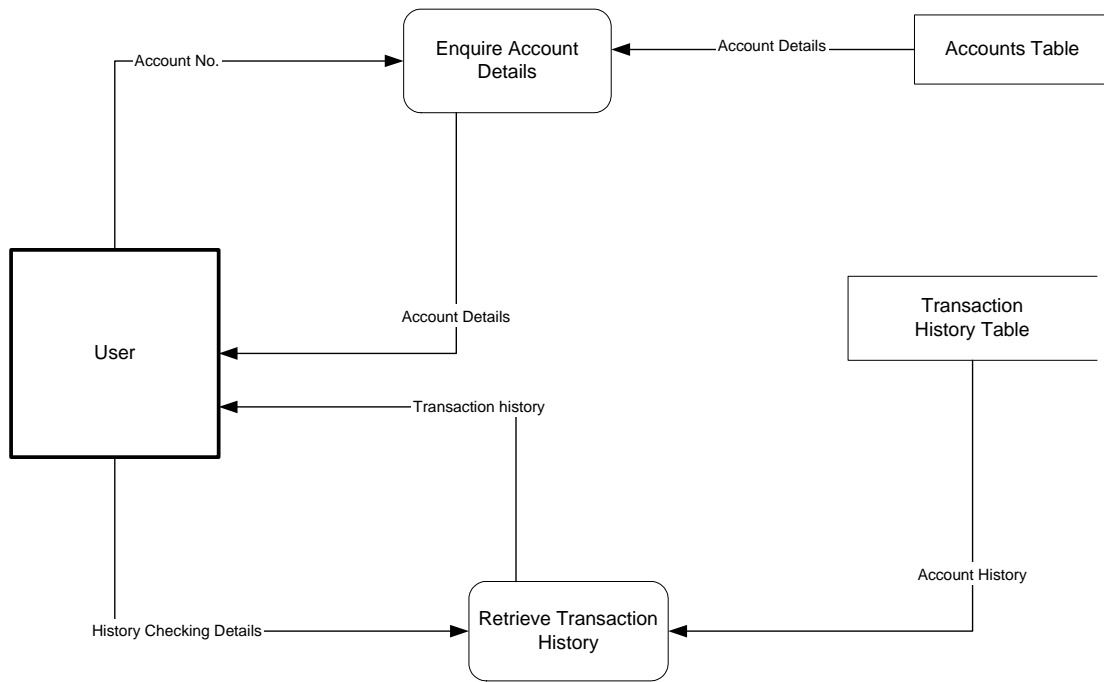 Enquire Account
Details
Account Details
Accounts Table
Account No.
Transaction
History Table
Account Details
User
Transaction history
Account History
Retrieve Transaction
History
History Checking Details